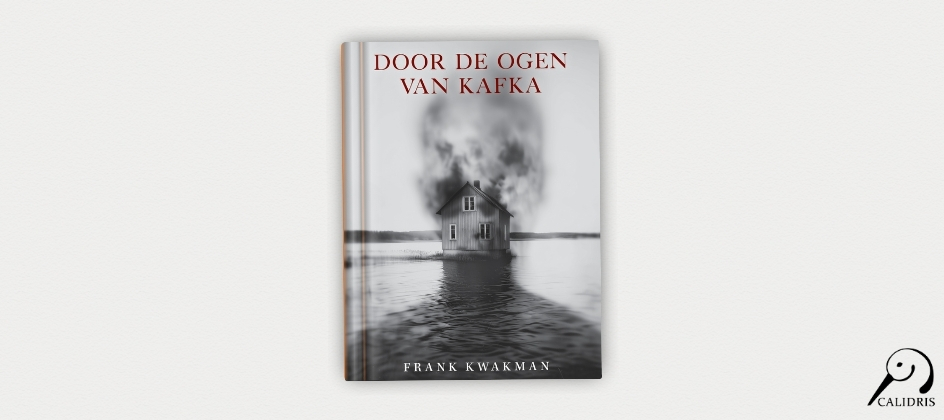 DOOR DE OGEN
VAN KAFKA
FRANK KWAKMAN
CALIDRIS